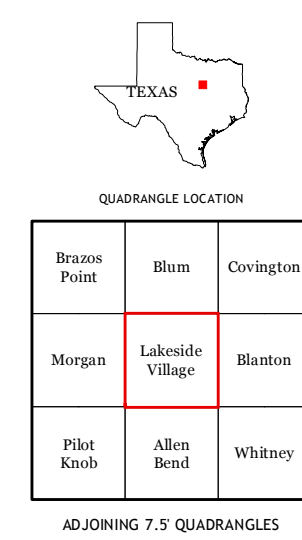 TEXAS
QUADRANGLE LOCATION
Brazos
Point
Blum
Covington
Morgan
Lakeside
Village
Blanton
Pilot
Knob
Allen
Bend
Whitney
ADJOINING 7.5' QUADRANGLES